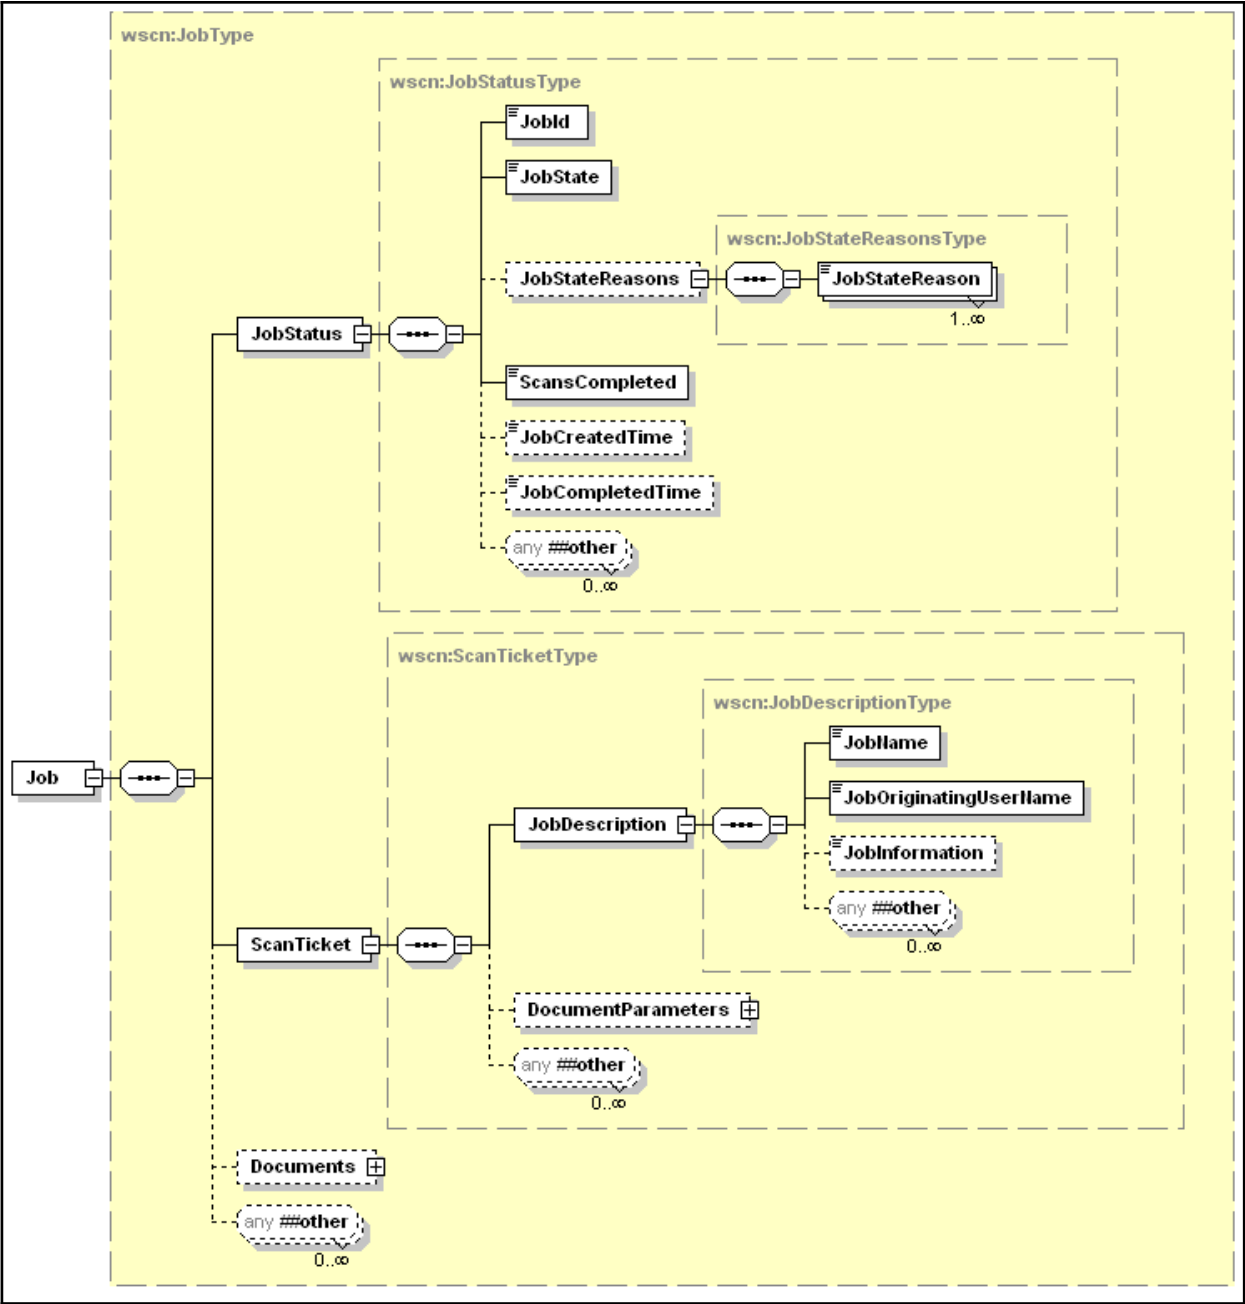 wscn:JobType
wscn:JobStatusType
JobId
JobState
wscn:JobStateReasonsType
JobStateReasons
JobStateReason
1..∞
JobStatus
ScansCompleted
JobCreatedTime
JobCompletedTime
any ##other
0..∞
wscn:ScanTicketType
wscn:JobDescriptionType
JobName
Job
JobOriginatingUserName
JobDescription
JobInformation
any ##other
0..∞
ScanTicket
DocumentParameters
any ##other
0..∞
Documents
any ##other
0..∞